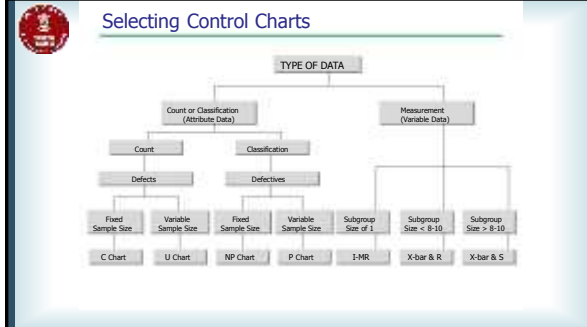 Selecting Control Charts
TYPE OF DATA
Count or Classification
(Attribute Data)
Measurement
(Variable Data)
Count
Classification
Defects
Defectives
Fixed
Sample Size
Variable
Sample Size
Fixed
Sample Size
Variable
Sample Size
Subgroup
Size of 1
Subgroup
Size < 8-10
Subgroup
Size > 8-10
C Chart
U Chart
NP Chart
P Chart
I-MR
X-bar & R
X-bar & S